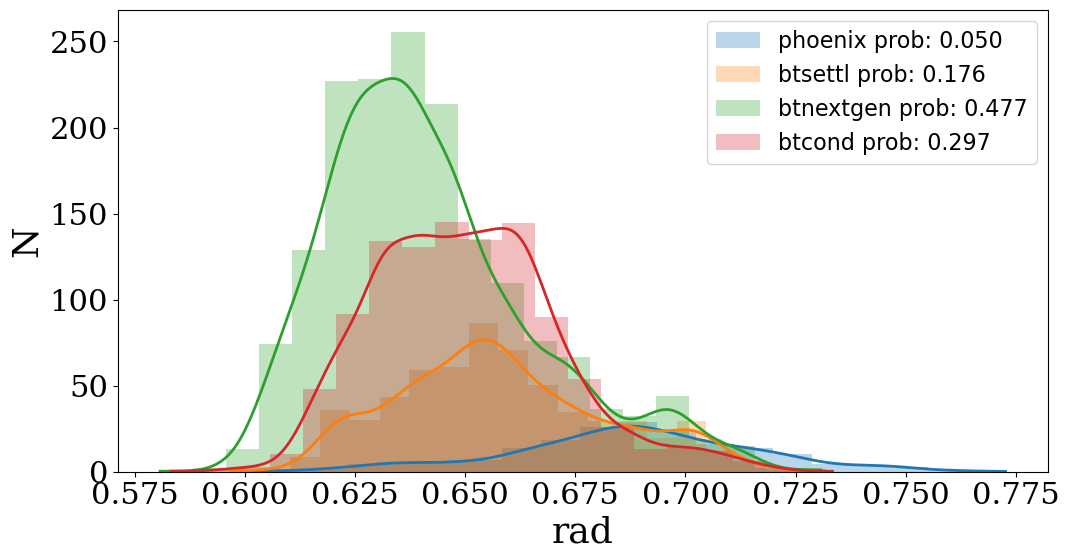 phoenix prob: 0.050
btsettl prob: 0.176
btnextgen prob: 0.477
btcond prob: 0.297
N
250
200
150
100
50
0
0.575 0.600 0.625 0.650 0.675 0.700 0.725 0.750 0.775
rad